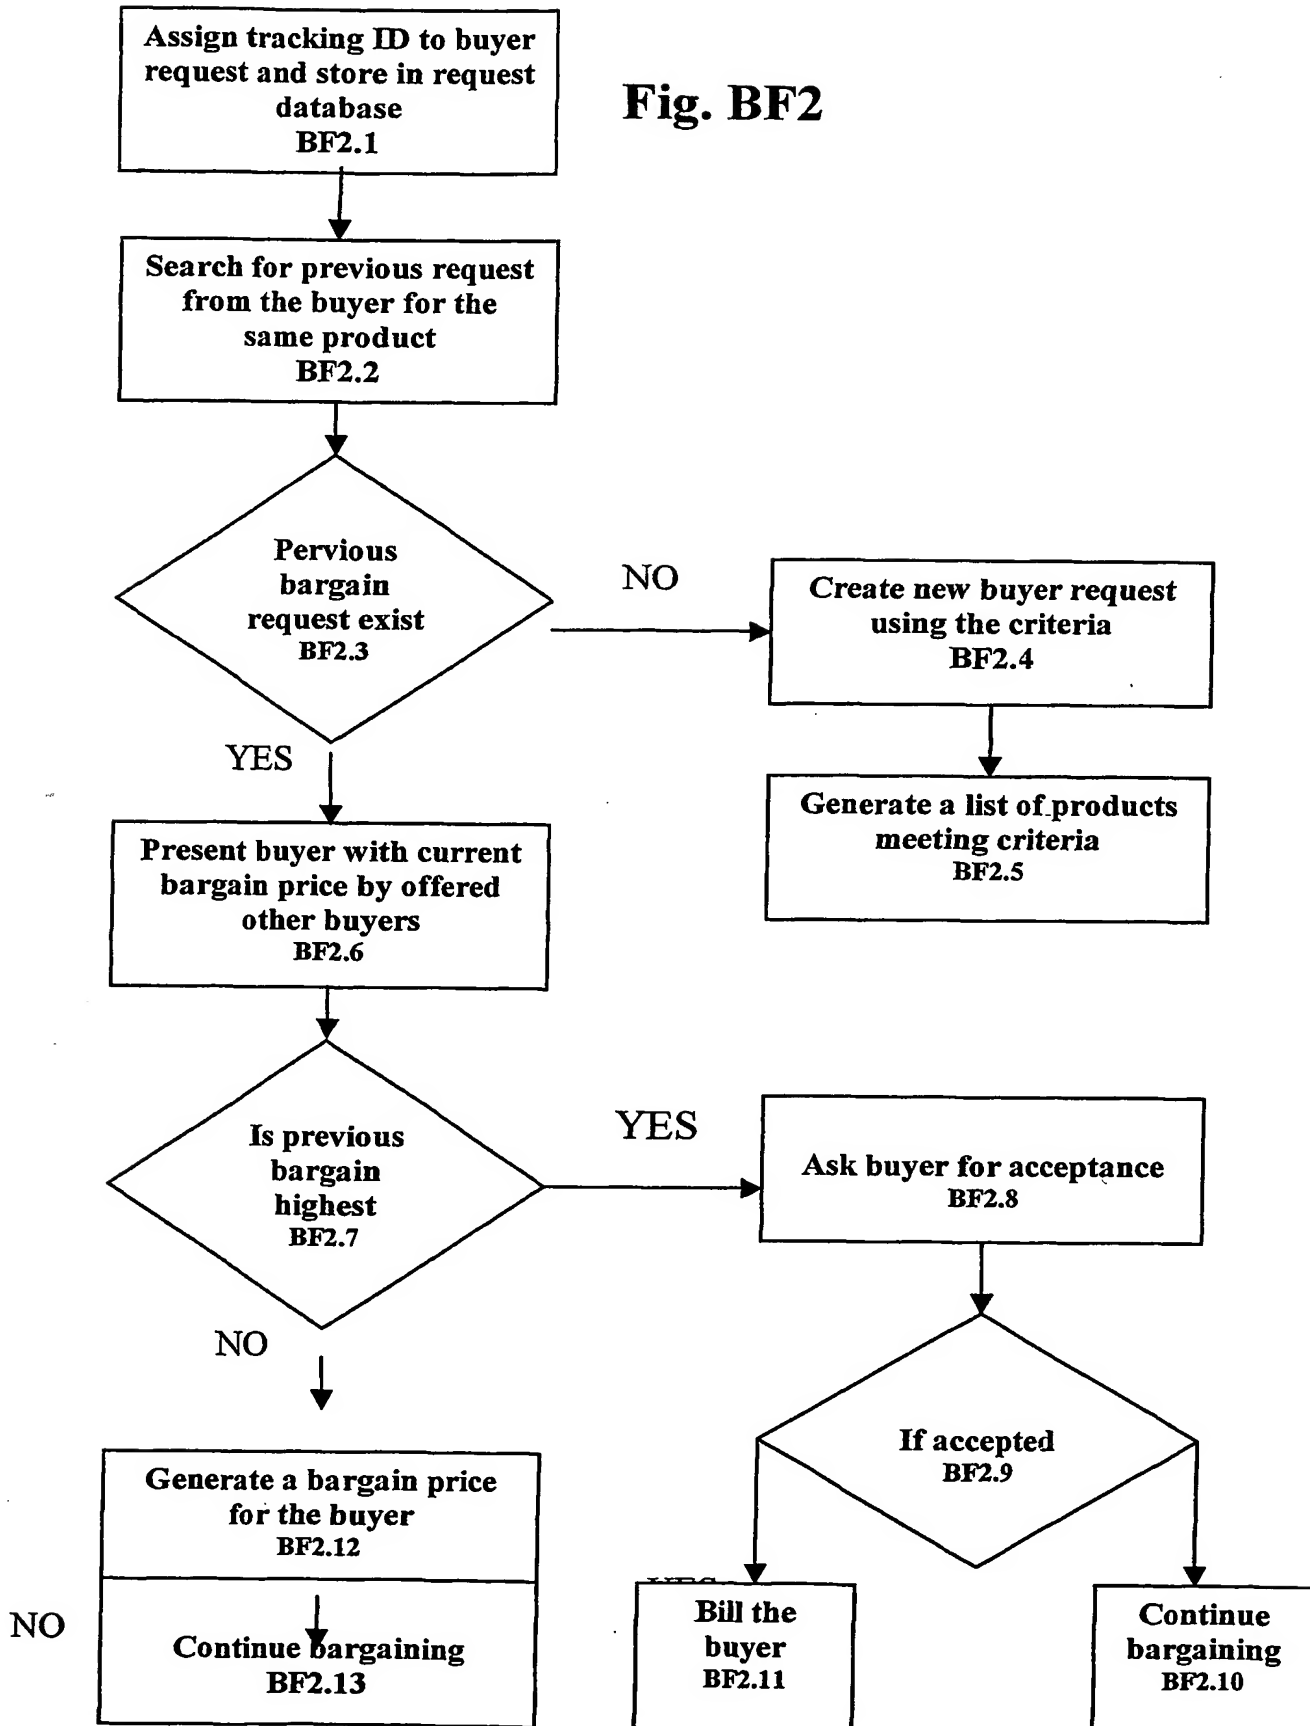 Assign tracking ID to buyer
request and store in request
database
BF2.1
Fig. BF2
Search for previous request
from the buyer for the
same product
BF2.2
Pervious
bargain
request exist
BF2.3
NO
Create new buyer request
using the criteria
BF2.4
YES
Generate a list of products
meeting criteria
BF2.5
Present buyer with current
bargain price by offered
other buyers
BF2.6
Is previous
bargain
highest
BF2.7
YES
Ask buyer for acceptance
BF2.8
NO
If accepted
BF2.9
Generate a bargain price
for the buyer
BF2.12
NO
Continue bargaining
BF2.13
Bill the
buyer
BF2.11
Continue
bargaining
BF2.10